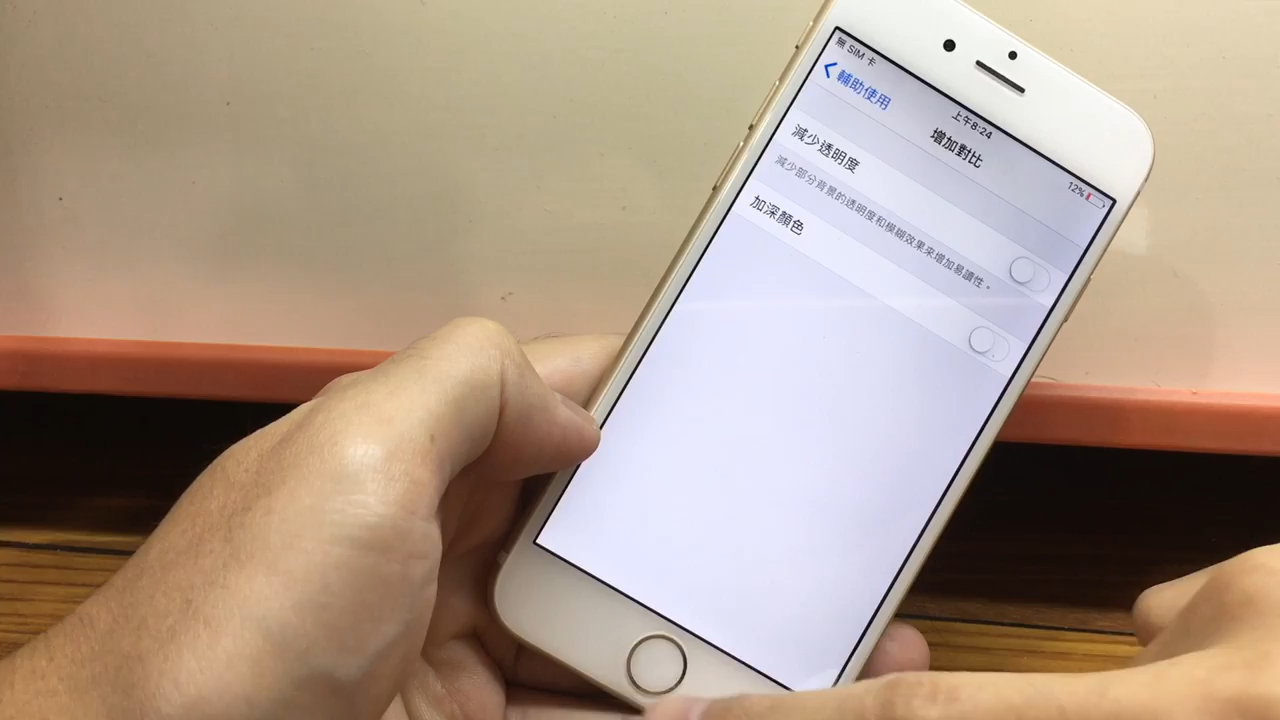 無 SIM 卡
上午8:24
12%
輔助使用
增加對比
減少透明度
減少部分背景的透明度和模糊效果來增加易讀性。
加深顏色